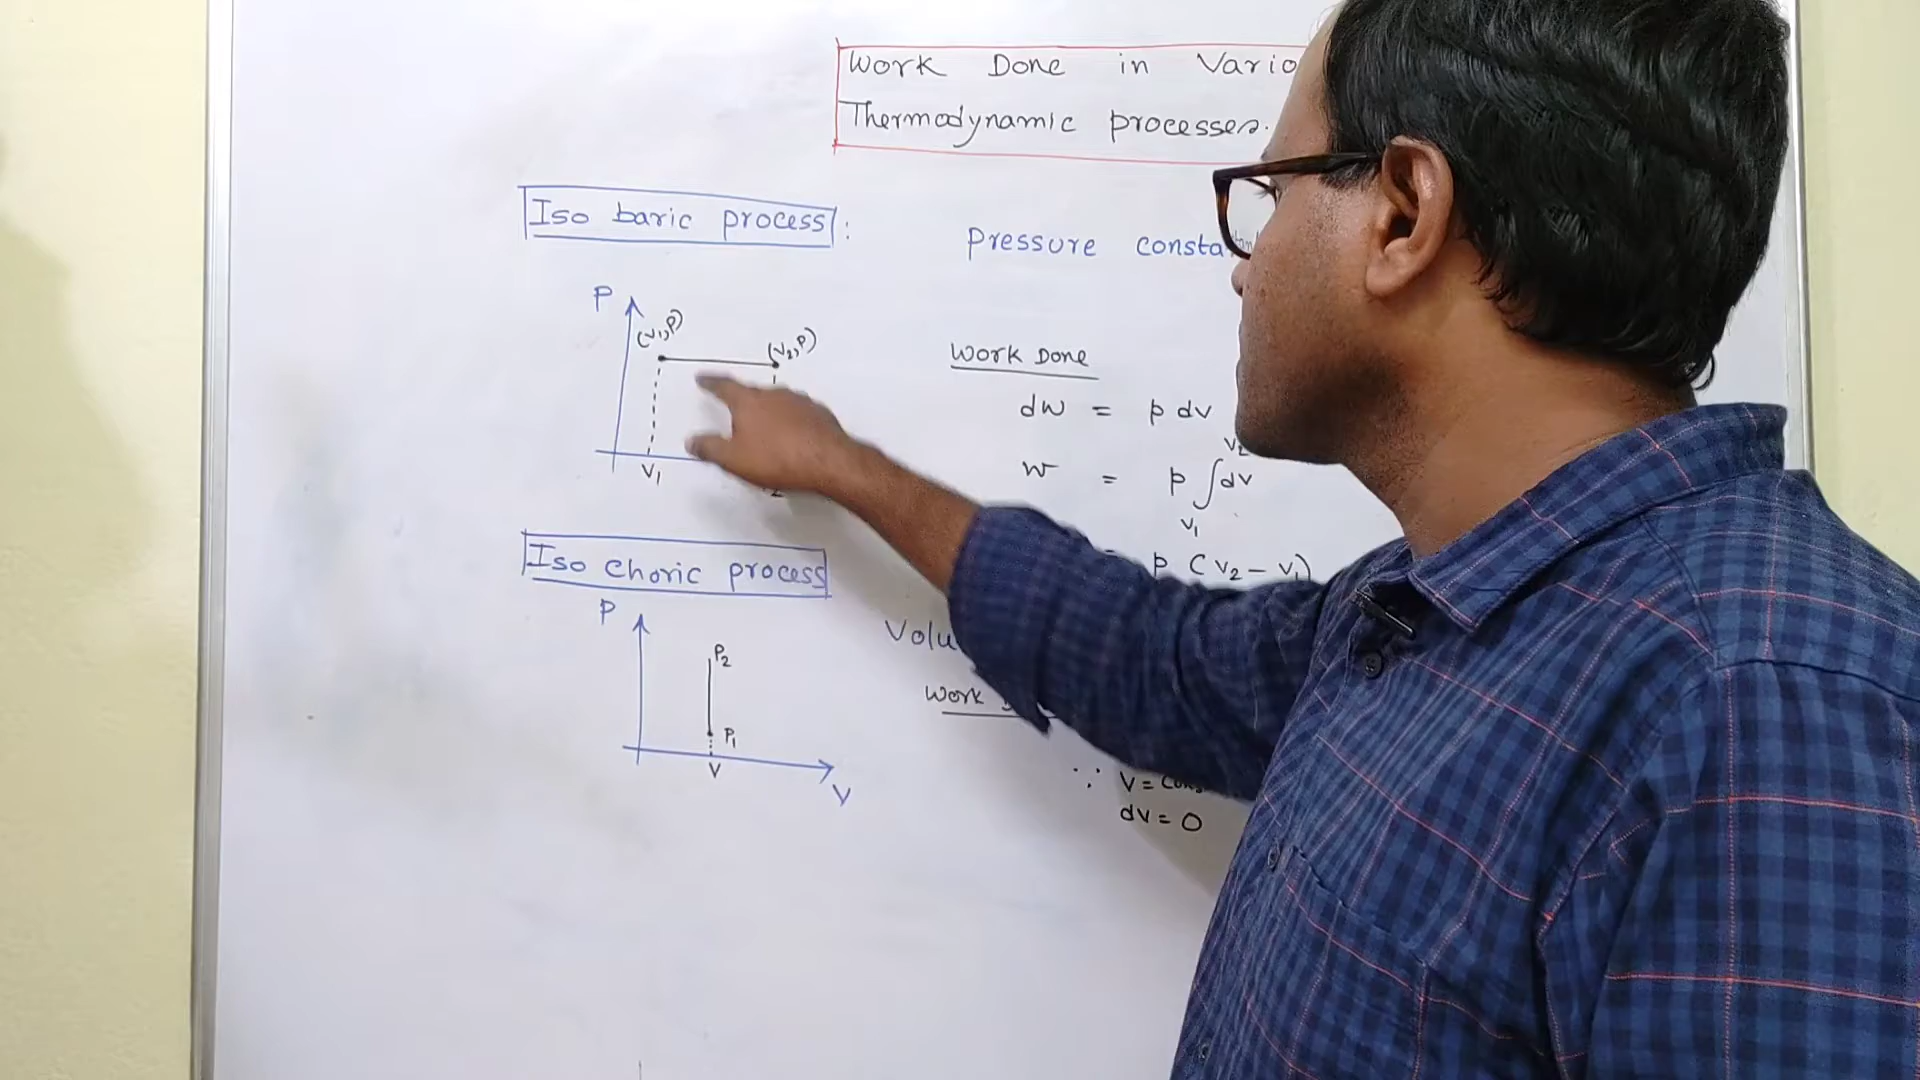 Work Done in Vario
Thermodynamic processes.
Iso baric process :
Pressure consta
P
(V1, P)
(V2, P)
V1
2
Work Done
dw = p dv
V2
w = p ∫dv
V1
= p (V2 - V1)
Iso choric process
P
P2
P1
V
V
Volu
Work
∵ V = Cons
dv = 0